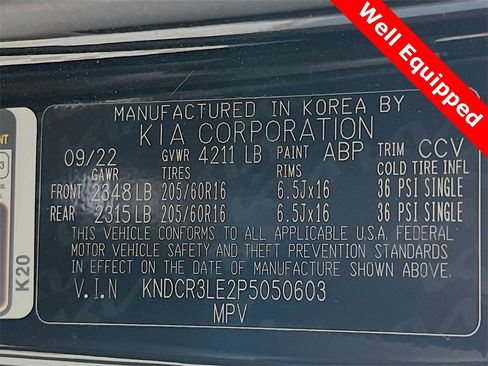 Well Equipped
MANUFACTURED IN KOREA BY
KIA CORPORATION
09/22 GVWR 4211 LB PAINT ABP TRIM CCV
GAWR TIRES RIMS COLD TIRE INFL
FRONT 2348 LB 205/60R16 6.5Jx16 36 PSI SINGLE
REAR 2315 LB 205/60R16 6.5Jx16 36 PSI SINGLE
THIS VEHICLE CONFORMS TO ALL APPLICABLE U.S.A. FEDERAL
MOTOR VEHICLE SAFETY AND THEFT PREVENTION STANDARDS
IN EFFECT ON THE DATE OF MANUFACTURE SHOWN ABOVE.
V.I.N KNDCR3LE2P5050603
MPV
K20